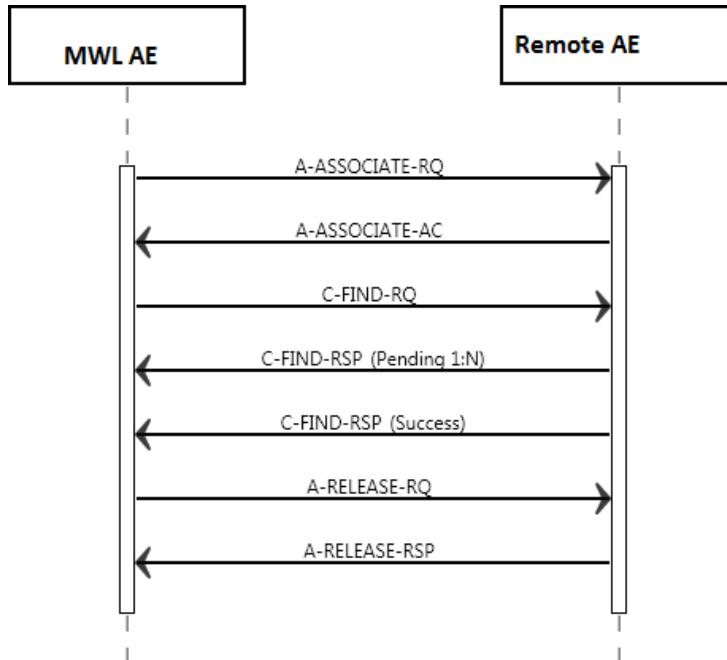 MWL AE
Remote AE
A-ASSOCIATE-RQ
A-ASSOCIATE-AC
C-FIND-RQ
C-FIND-RSP (Pending 1:N)
C-FIND-RSP (Success)
A-RELEASE-RQ
A-RELEASE-RSP